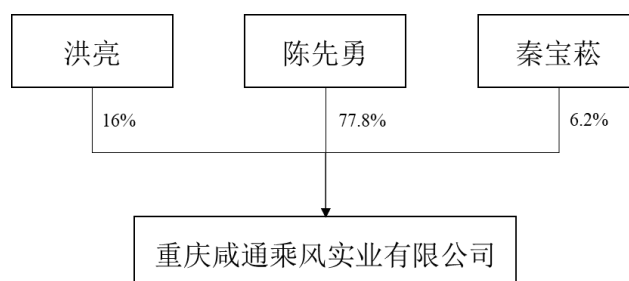 洪亮
陈先勇
秦宝菘
16%
77.8%
6.2%
重庆咸通乘风实业有限公司